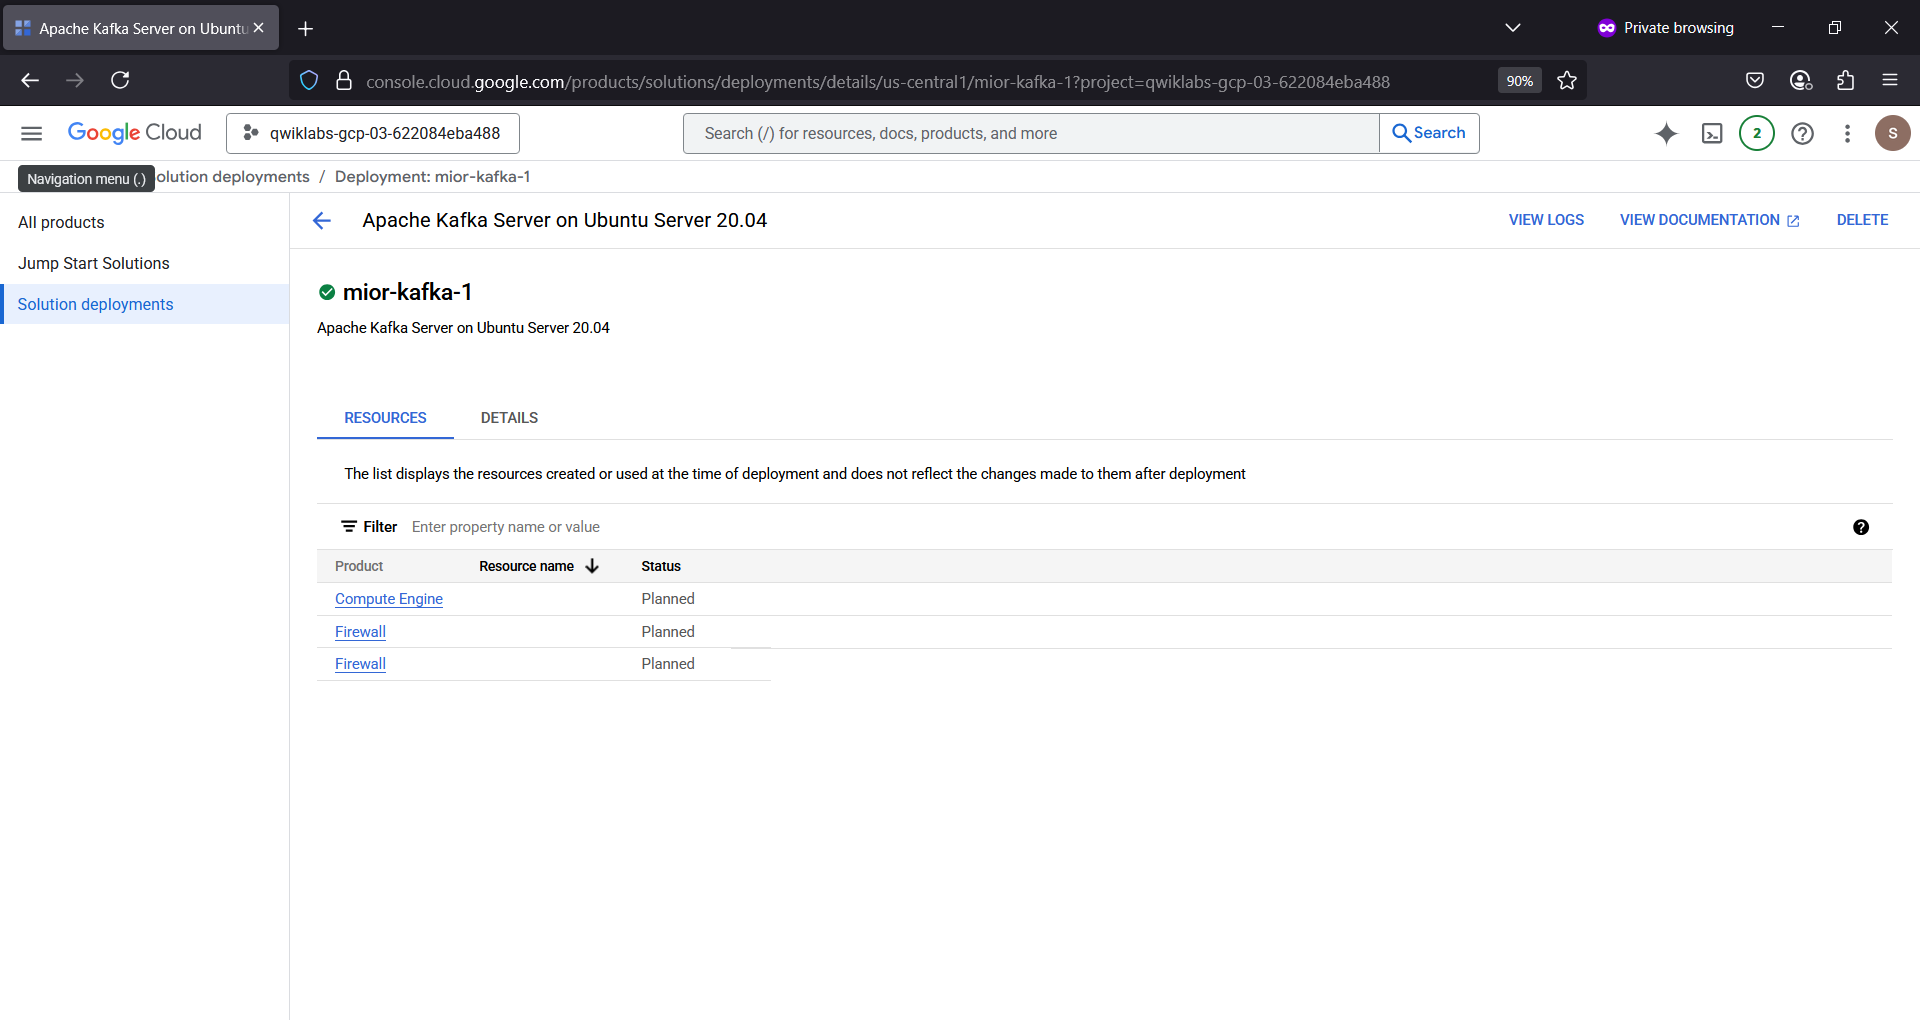 Apache Kafka Server on Ubuntu
Private browsing
console.cloud.google.com/products/solutions/deployments/details/us-central1/mior-kafka-1?project=qwiklabs-gcp-03-622084eba488
90%
Google Cloud
qwiklabs-gcp-03-622084eba488
Search (/) for resources, docs, products, and more
Search
2
S
Navigation menu (.)
olution deployments / Deployment: mior-kafka-1
All products
Jump Start Solutions
Solution deployments
Apache Kafka Server on Ubuntu Server 20.04
VIEW LOGS
VIEW DOCUMENTATION
DELETE
mior-kafka-1
Apache Kafka Server on Ubuntu Server 20.04
RESOURCES
DETAILS
The list displays the resources created or used at the time of deployment and does not reflect the changes made to them after deployment
Filter Enter property name or value
Product Resource name Status
Compute Engine Planned
Firewall Planned
Firewall Planned